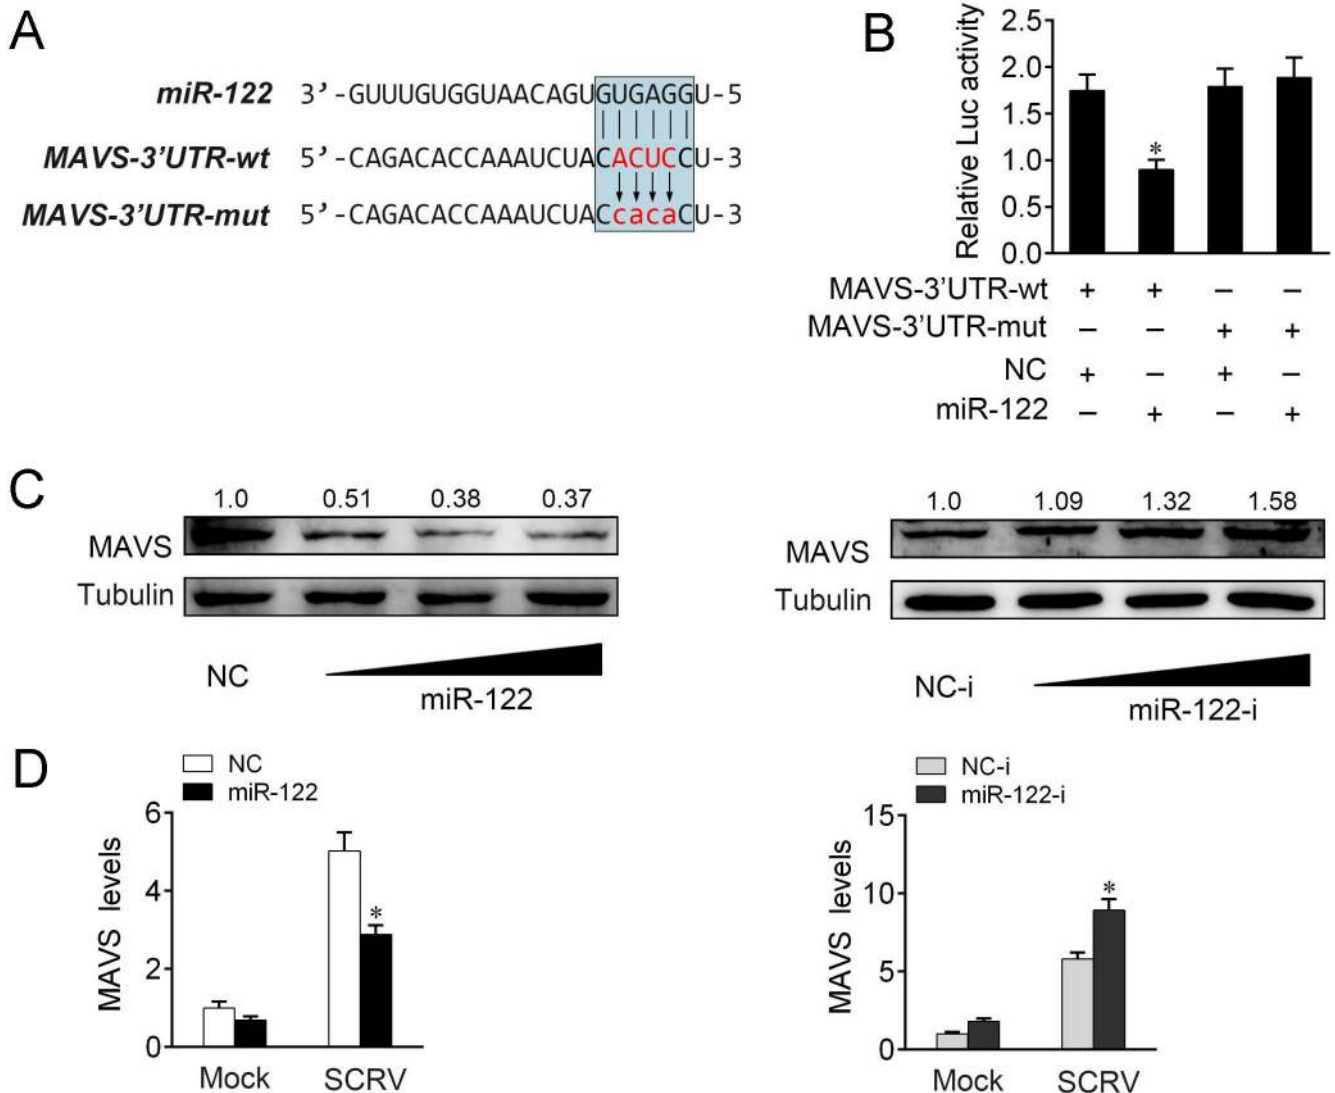 A
miR-122 3’-GUUUGUGGUAACAGUGUGAGGU-5
MAVS-3’UTR-wt 5’-CAGACACCAAAUCUACACUCCU-3
MAVS-3’UTR-mut 5’-CAGACACCAAAUCUACcacaCU-3
B
Relative Luc activity
2.5
2.0
1.5
1.0
0.5
0.0
*
MAVS-3’UTR-wt + + – –
MAVS-3’UTR-mut – – + +
NC + – + –
miR-122 – + – +
C
1.0 0.51 0.38 0.37
MAVS
Tubulin
NC
miR-122
1.0 1.09 1.32 1.58
MAVS
Tubulin
NC-i
miR-122-i
D
NC
miR-122
MAVS levels
6
4
2
0
*
Mock SCRV
NC-i
miR-122-i
MAVS levels
15
10
5
0
*
Mock SCRV